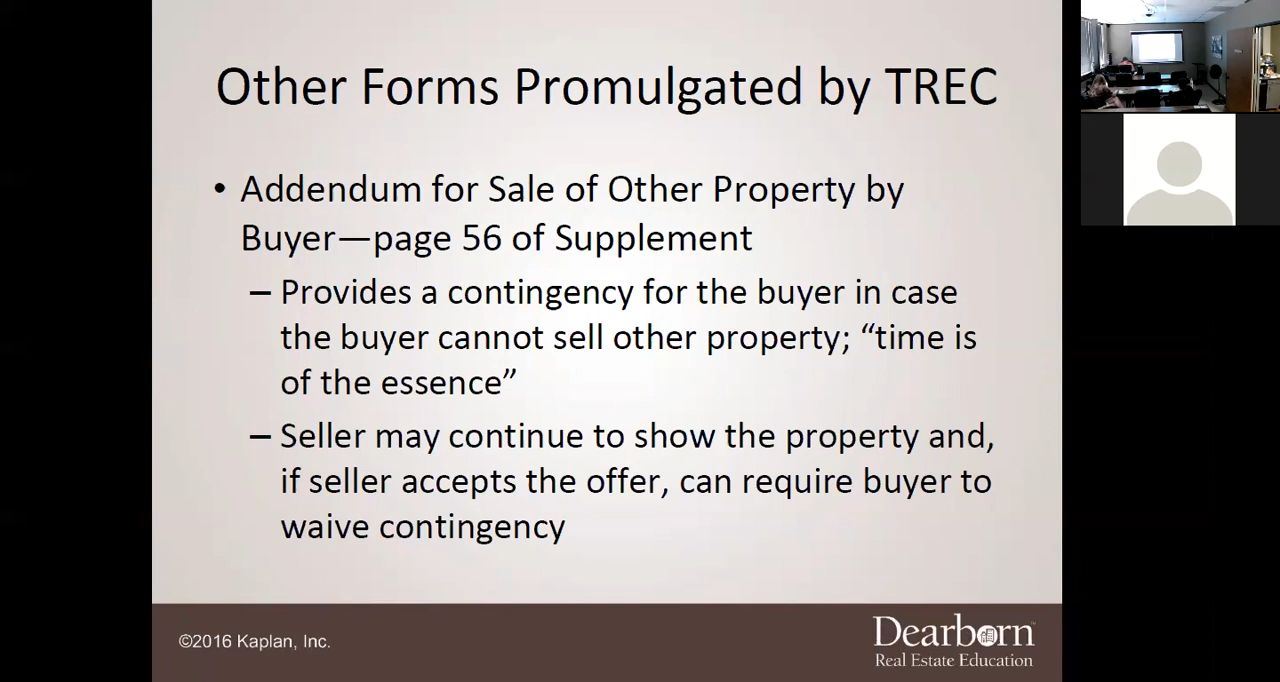 Other Forms Promulgated by TREC
• Addendum for Sale of Other Property by
Buyer—page 56 of Supplement
– Provides a contingency for the buyer in case
the buyer cannot sell other property; “time is
of the essence”
– Seller may continue to show the property and,
if seller accepts the offer, can require buyer to
waive contingency
©2016 Kaplan, Inc.
Dearborn™
Real Estate Education